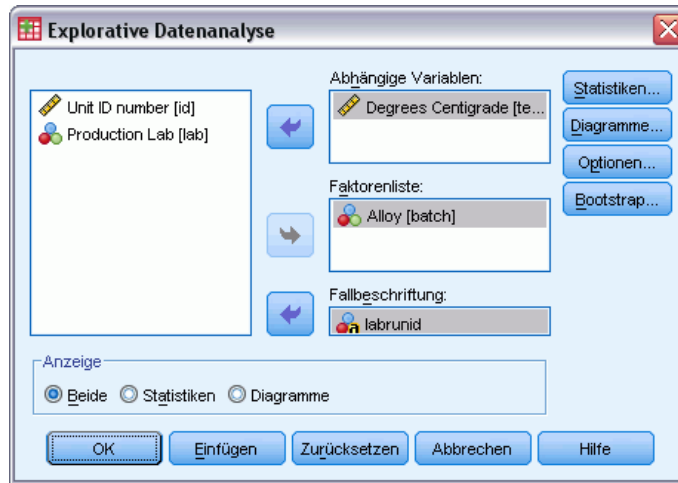 Explorative Datenanalyse
Unit ID number [id]
Production Lab [lab]
Abhängige Variablen:
Degrees Centigrade [te...
Faktorenliste:
Alloy [batch]
Fallbeschriftung:
a labrunid
Statistiken...
Diagramme...
Optionen...
Bootstrap...
Anzeige
Beide Statistiken Diagramme
OK Einfügen Zurücksetzen Abbrechen Hilfe